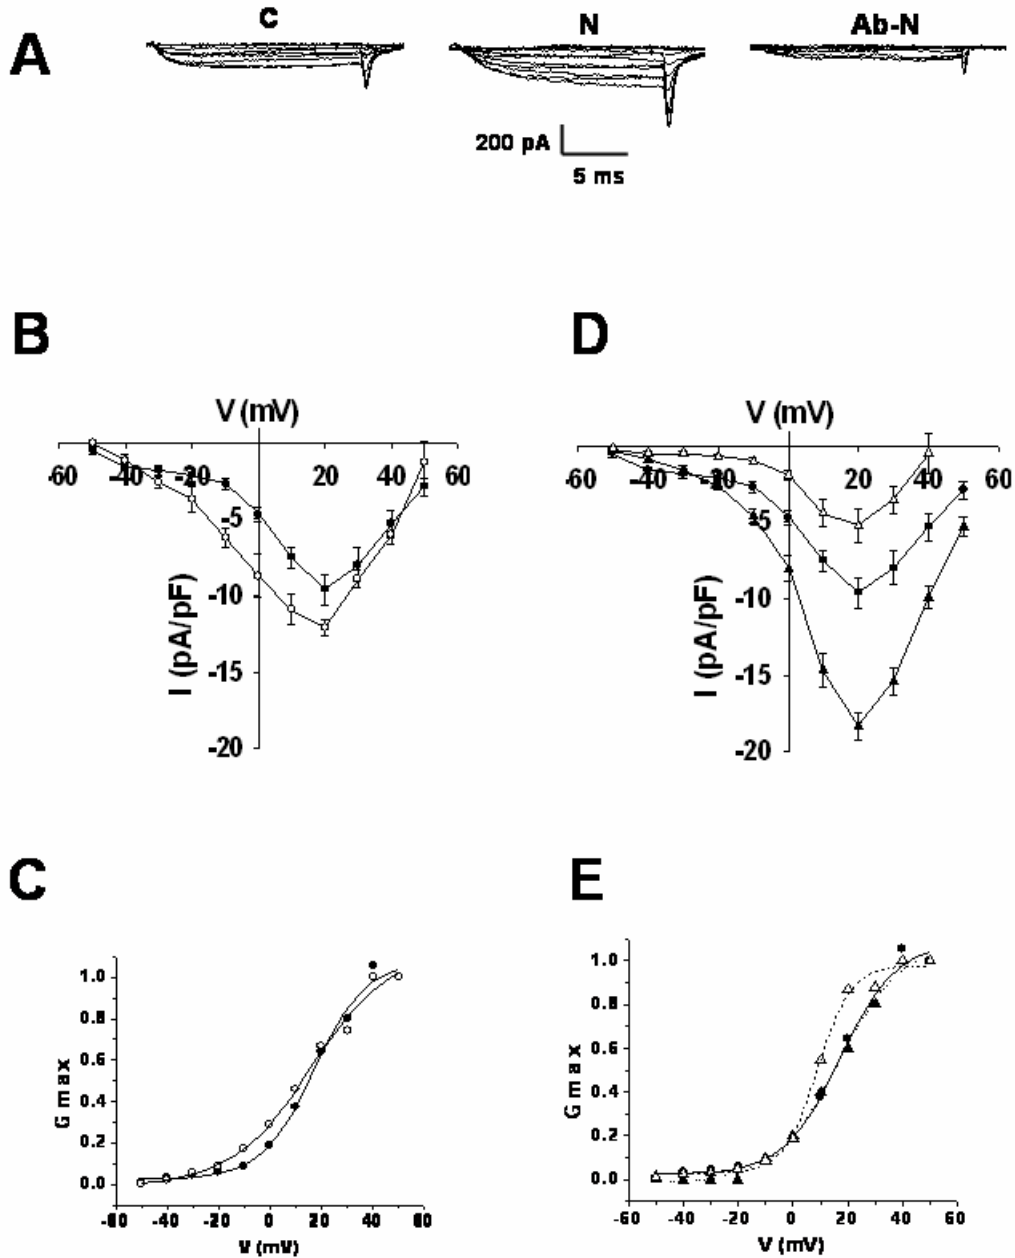 A
C
N
Ab-N
200 pA
5 ms
B
D
V (mV)
60 -40 -20 20 40 60
-5
-10
-15
-20
I (pA/pF)
V (mV)
-60 -40 -20 20 40 60
5
-10
-15
-20
I (pA/pF)
C
E
1.0
0.8
0.6
0.4
0.2
0.0
G max
-60 -40 -20 0 20 40 60
V (mV)
1.0
0.8
0.6
0.4
0.2
0.0
G max
-60 -40 -20 0 20 40 60
V (mV)